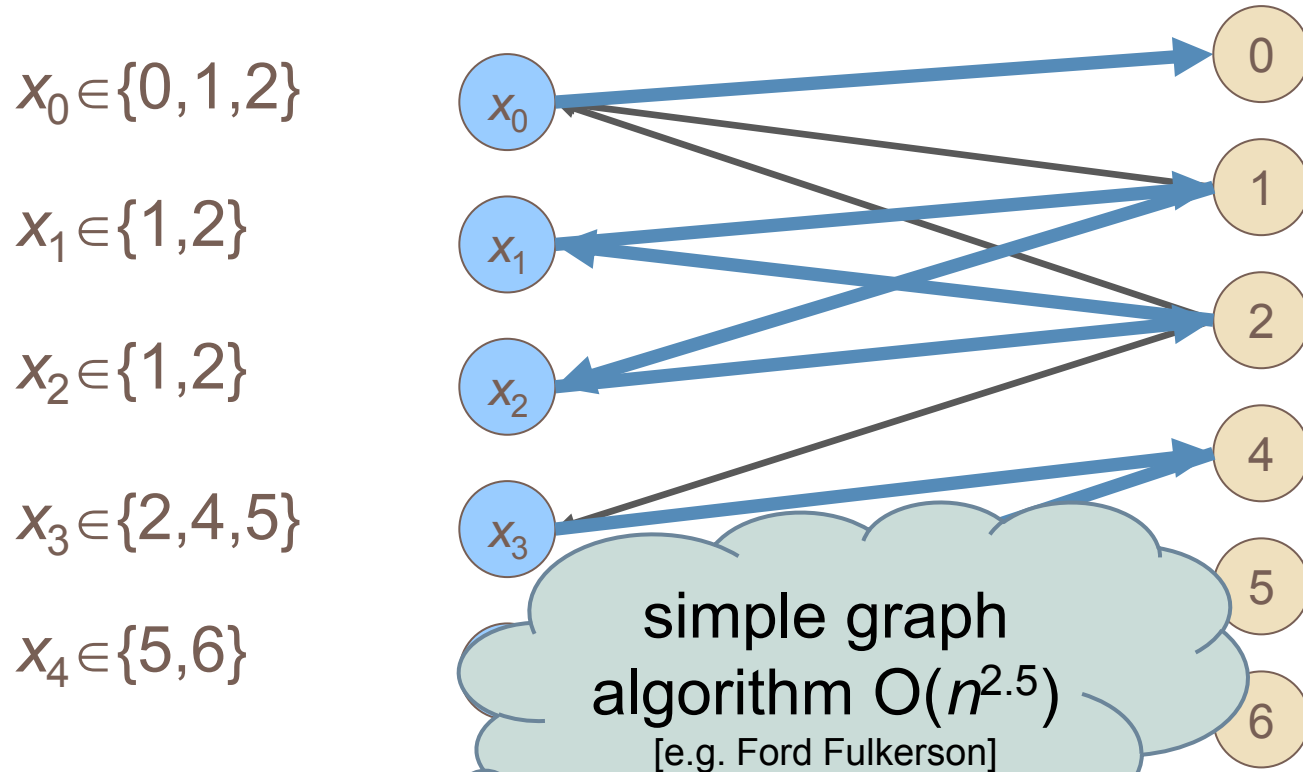 x₀∈{0,1,2}
x₁∈{1,2}
x₂∈{1,2}
x₃∈{2,4,5}
x₄∈{5,6}
x₀
x₁
x₂
x₃
0
1
2
4
5
6
simple graph
algorithm O(n^2.5)
[e.g. Ford Fulkerson]